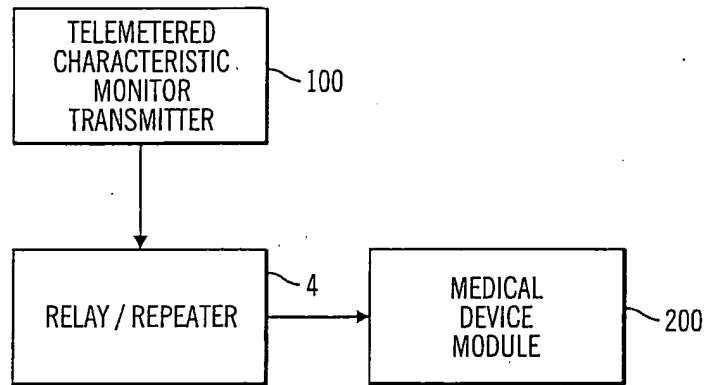 TELEMETERED
CHARACTERISTIC
MONITOR
TRANSMITTER
100
RELAY / REPEATER
4
MEDICAL
DEVICE
MODULE
200